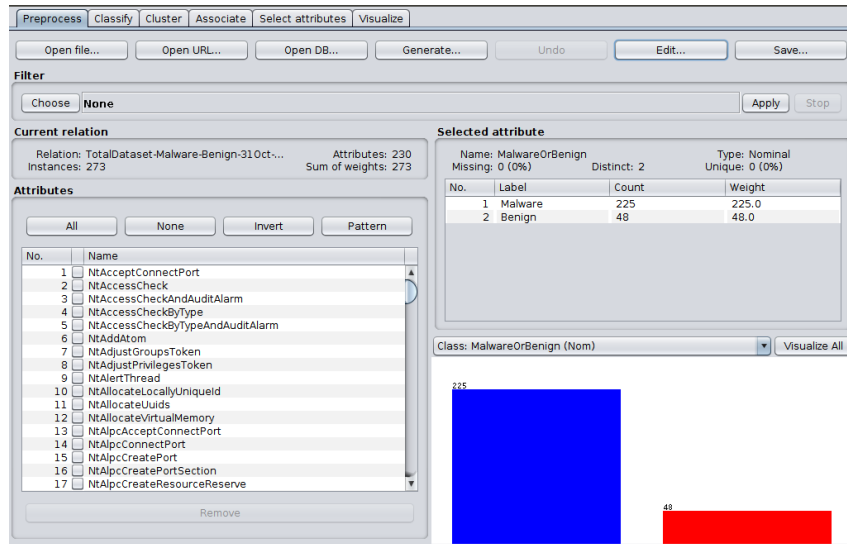 Preprocess Classify Cluster Associate Select attributes Visualize
Open file... Open URL... Open DB... Generate... Undo Edit... Save...
Filter
Choose None Apply Stop
Current relation
Relation: TotalDataset-Malware-Benign-31Oct-... Attributes: 230
Instances: 273 Sum of weights: 273
Attributes
All None Invert Pattern
No. Name
1 NtAcceptConnectPort
2 NtAccessCheck
3 NtAccessCheckAndAuditAlarm
4 NtAccessCheckByType
5 NtAccessCheckByTypeAndAuditAlarm
6 NtAddAtom
7 NtAdjustGroupsToken
8 NtAdjustPrivilegesToken
9 NtAlertThread
10 NtAllocateLocallyUniqueId
11 NtAllocateUuids
12 NtAllocateVirtualMemory
13 NtAlpcAcceptConnectPort
14 NtAlpcConnectPort
15 NtAlpcCreatePort
16 NtAlpcCreatePortSection
17 NtAlpcCreateResourceReserve
Remove
Selected attribute
Name: MalwareOrBenign Type: Nominal
Missing: 0 (0%) Distinct: 2 Unique: 0 (0%)
No. Label Count Weight
1 Malware 225 225.0
2 Benign 48 48.0
Class: MalwareOrBenign (Nom) Visualize All
225
48